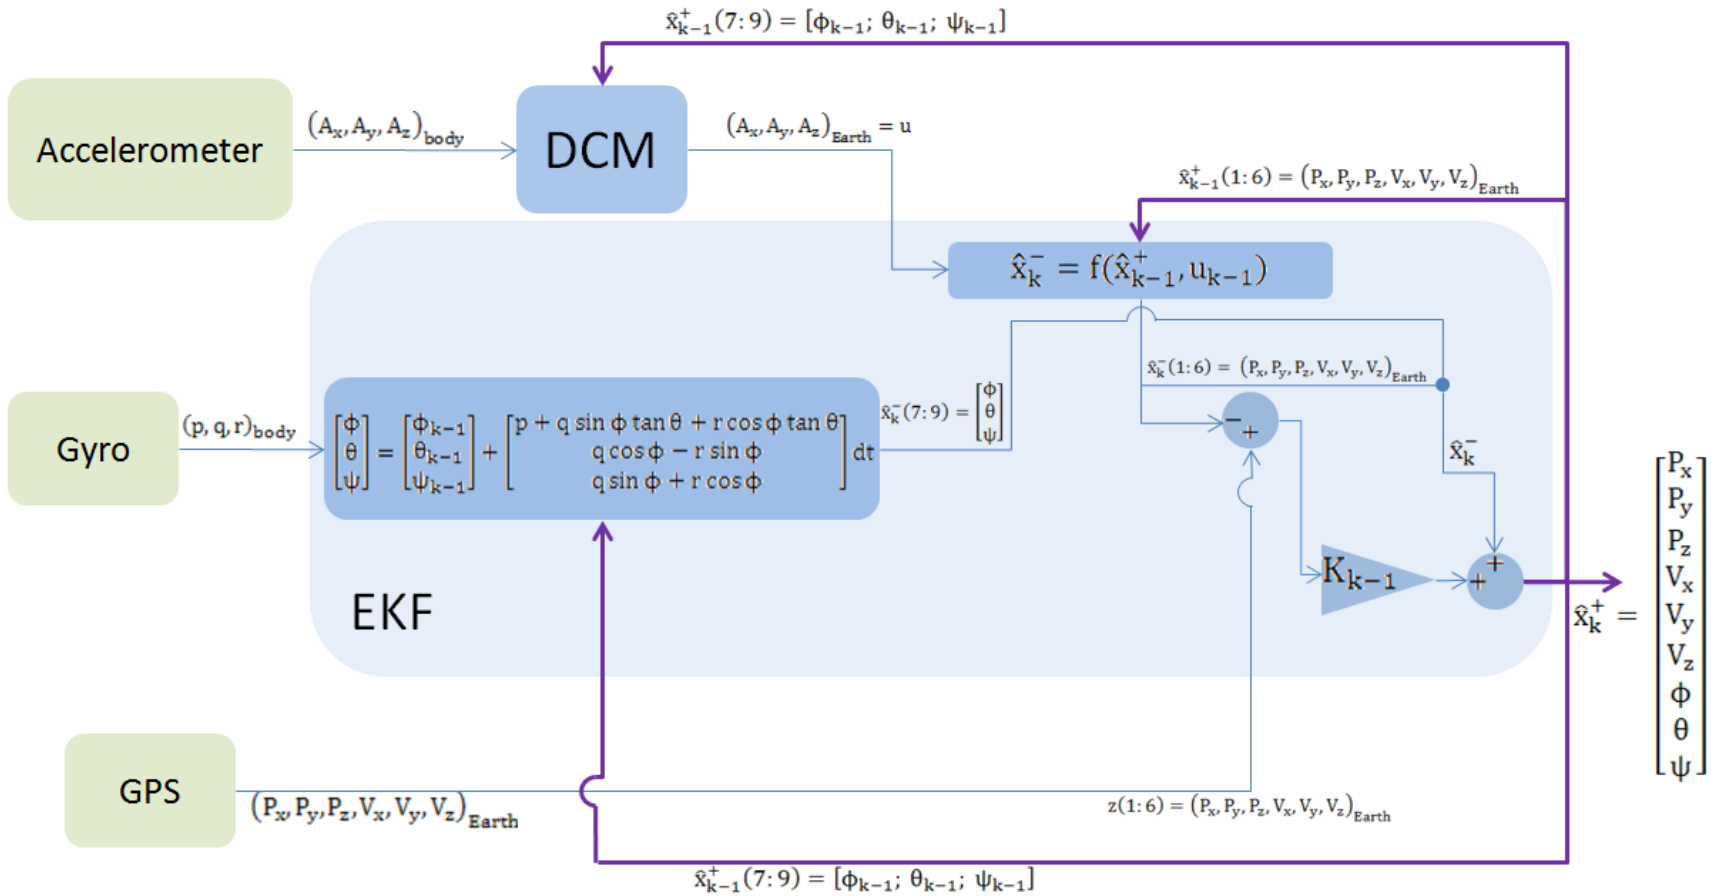 x̂⁺ₖ₋₁(7:9) = [ϕₖ₋₁; θₖ₋₁; ψₖ₋₁]
Accelerometer
(Aₓ, A_y, A_z)_body
DCM
(Aₓ, A_y, A_z)_Earth = u
x̂⁺ₖ₋₁(1:6) = (Pₓ, P_y, P_z, Vₓ, V_y, V_z)_Earth
x̂⁻ₖ = f(x̂⁺ₖ₋₁, uₖ₋₁)
x̂⁻ₖ(1:6) = (Pₓ, P_y, P_z, Vₓ, V_y, V_z)_Earth
Gyro
(p, q, r)_body
[ϕ] = [ϕₖ₋₁] + [p + q sin ϕ tan θ + r cos ϕ tan θ]
[θ] = [θₖ₋₁] + [q cos ϕ − r sin ϕ] dt
[ψ] = [ψₖ₋₁] + [q sin ϕ + r cos ϕ]
x̂⁻ₖ(7:9) = [ϕ θ ψ]
-
+
x̂⁻ₖ
EKF
Kₖ₋₁
+
+
x̂⁺ₖ =
Pₓ
P_y
P_z
Vₓ
V_y
V_z
ϕ
θ
ψ
GPS
(Pₓ, P_y, P_z, Vₓ, V_y, V_z)_Earth
z(1:6) = (Pₓ, P_y, P_z, Vₓ, V_y, V_z)_Earth
x̂⁺ₖ₋₁(7:9) = [ϕₖ₋₁; θₖ₋₁; ψₖ₋₁]